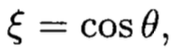 ξ = cos θ,